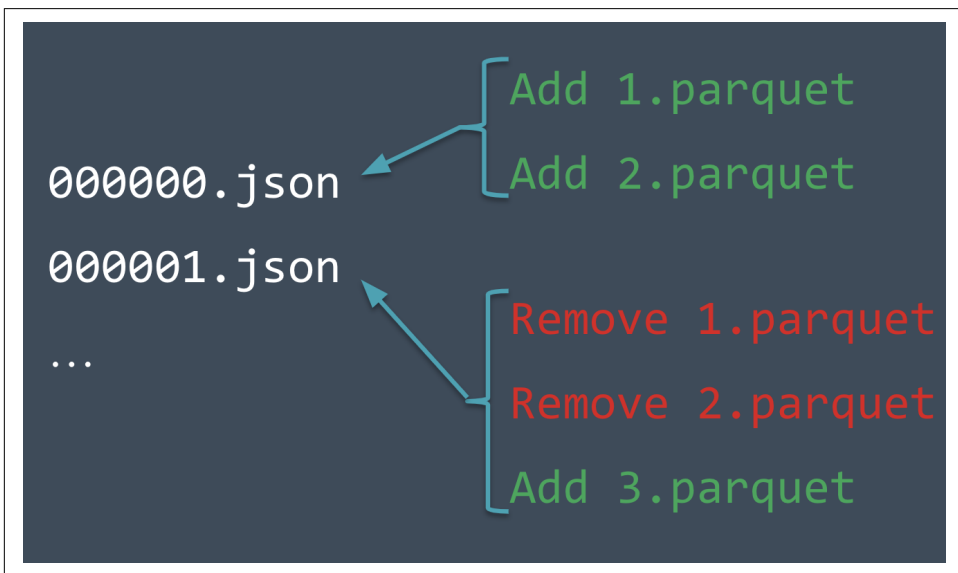 Add 1.parquet
Add 2.parquet
000000.json
000001.json
...
Remove 1.parquet
Remove 2.parquet
Add 3.parquet